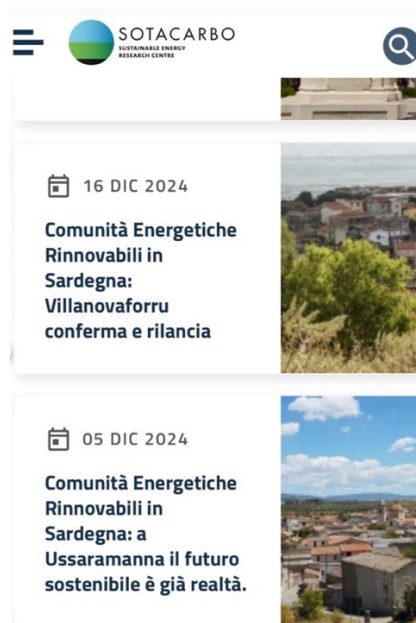 SOTACARBO
SUSTAINABLE ENERGY
RESEARCH CENTRE
16 DIC 2024
Comunità Energetiche
Rinnovabili in
Sardegna:
Villanovaforru
conferma e rilancia
05 DIC 2024
Comunità Energetiche
Rinnovabili in
Sardegna: a
Ussaramanna il futuro
sostenibile è già realtà.